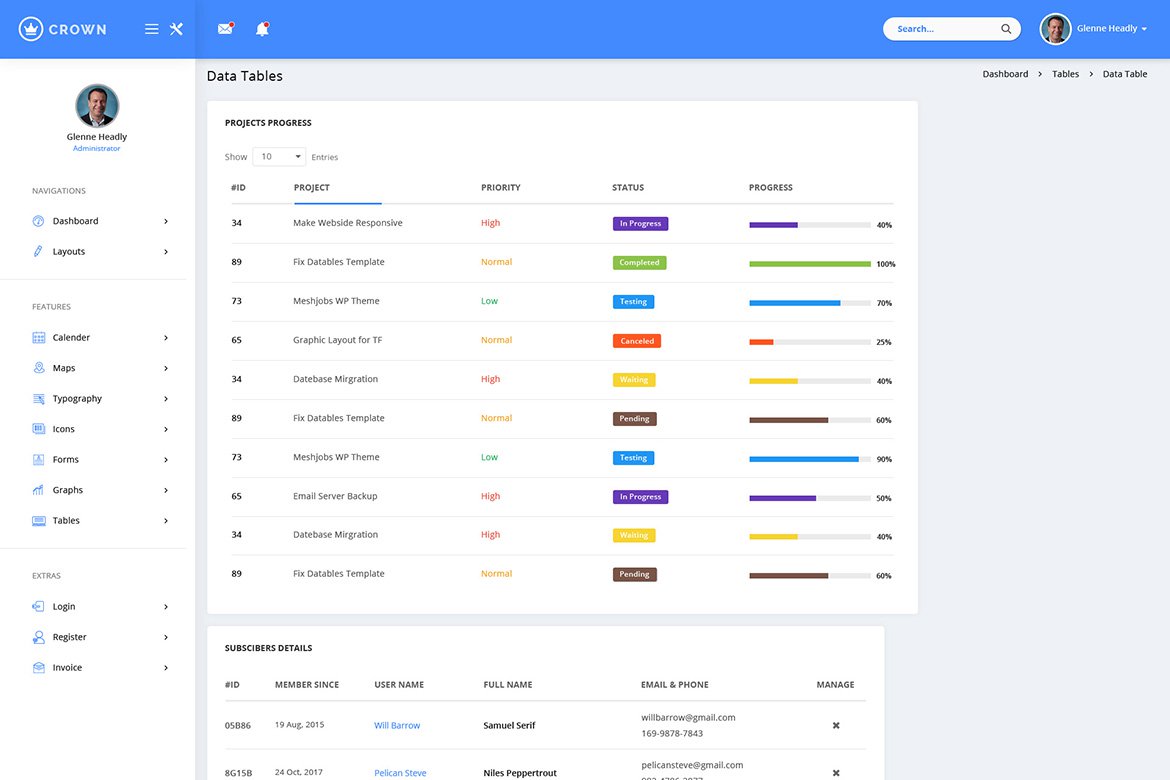 CROWN
Search...
Glenne Headly
Data Tables
Dashboard > Tables > Data Table
Glenne Headly
Administrator
NAVIGATIONS
Dashboard
Layouts
FEATURES
Calender
Maps
Typography
Icons
Forms
Graphs
Tables
EXTRAS
Login
Register
Invoice
PROJECTS PROGRESS
Show 10 Entries
#ID PROJECT PRIORITY STATUS PROGRESS
34 Make Webside Responsive High In Progress 40%
89 Fix Datables Template Normal Completed 100%
73 Meshjobs WP Theme Low Testing 70%
65 Graphic Layout for TF Normal Canceled 25%
34 Datebase Mirgration High Waiting 40%
89 Fix Datables Template Normal Pending 60%
73 Meshjobs WP Theme Low Testing 90%
65 Email Server Backup High In Progress 50%
34 Datebase Mirgration High Waiting 40%
89 Fix Datables Template Normal Pending 60%
SUBSCIBERS DETAILS
#ID MEMBER SINCE USER NAME FULL NAME EMAIL & PHONE MANAGE
05B86 19 Aug, 2015 Will Barrow Samuel Serif willbarrow@gmail.com
169-9878-7843
8G15B 24 Oct, 2017 Pelican Steve Niles Peppertrout pelicansteve@gmail.com